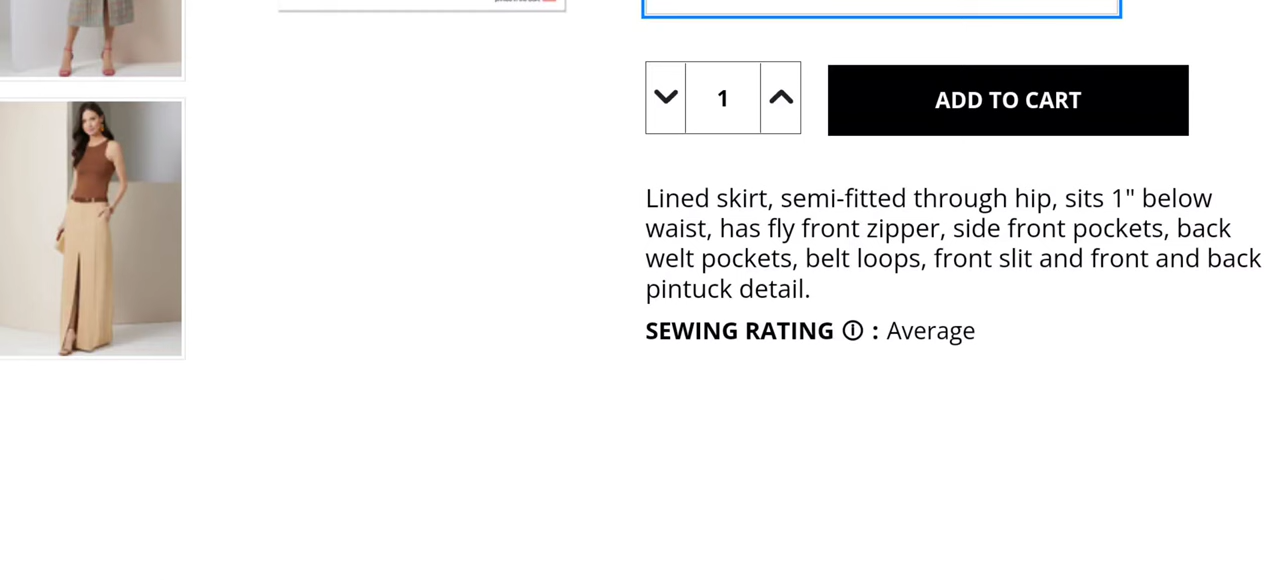 1
ADD TO CART
Lined skirt, semi-fitted through hip, sits 1" below
waist, has fly front zipper, side front pockets, back
welt pockets, belt loops, front slit and front and back
pintuck detail.
SEWING RATING ⓘ : Average